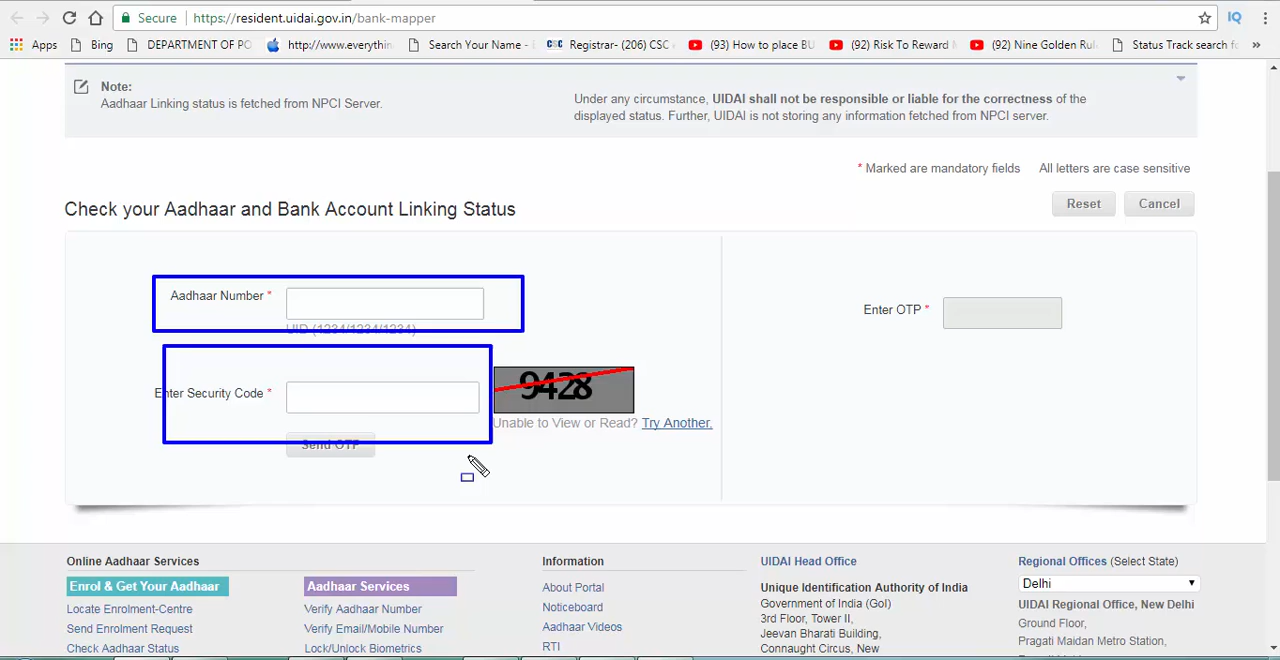 Secure https://resident.uidai.gov.in/bank-mapper IQ
Apps Bing DEPARTMENT OF PO http://www.everythin Search Your Name - E CSC Registrar- (206) CSC (93) How to place BU (92) Risk To Reward (92) Nine Golden Rul Status Track search fo »
Note:
Aadhaar Linking status is fetched from NPCI Server.
Under any circumstance, UIDAI shall not be responsible or liable for the correctness of the
displayed status. Further, UIDAI is not storing any information fetched from NPCI server.
* Marked are mandatory fields All letters are case sensitive
Check your Aadhaar and Bank Account Linking Status
Reset Cancel
Aadhaar Number *
UID (1234/1234/1234)
Enter OTP *
Enter Security Code *
9428
Unable to View or Read? Try Another.
Send OTP
Online Aadhaar Services
Enrol & Get Your Aadhaar
Locate Enrolment-Centre
Send Enrolment Request
Check Aadhaar Status
Aadhaar Services
Verify Aadhaar Number
Verify Email/Mobile Number
Lock/Unlock Biometrics
Information
About Portal
Noticeboard
Aadhaar Videos
RTI
UIDAI Head Office
Unique Identification Authority of India
Government of India (GoI)
3rd Floor, Tower II,
Jeevan Bharati Building,
Connaught Circus, New
Regional Offices (Select State)
Delhi
UIDAI Regional Office, New Delhi
Ground Floor,
Pragati Maidan Metro Station,